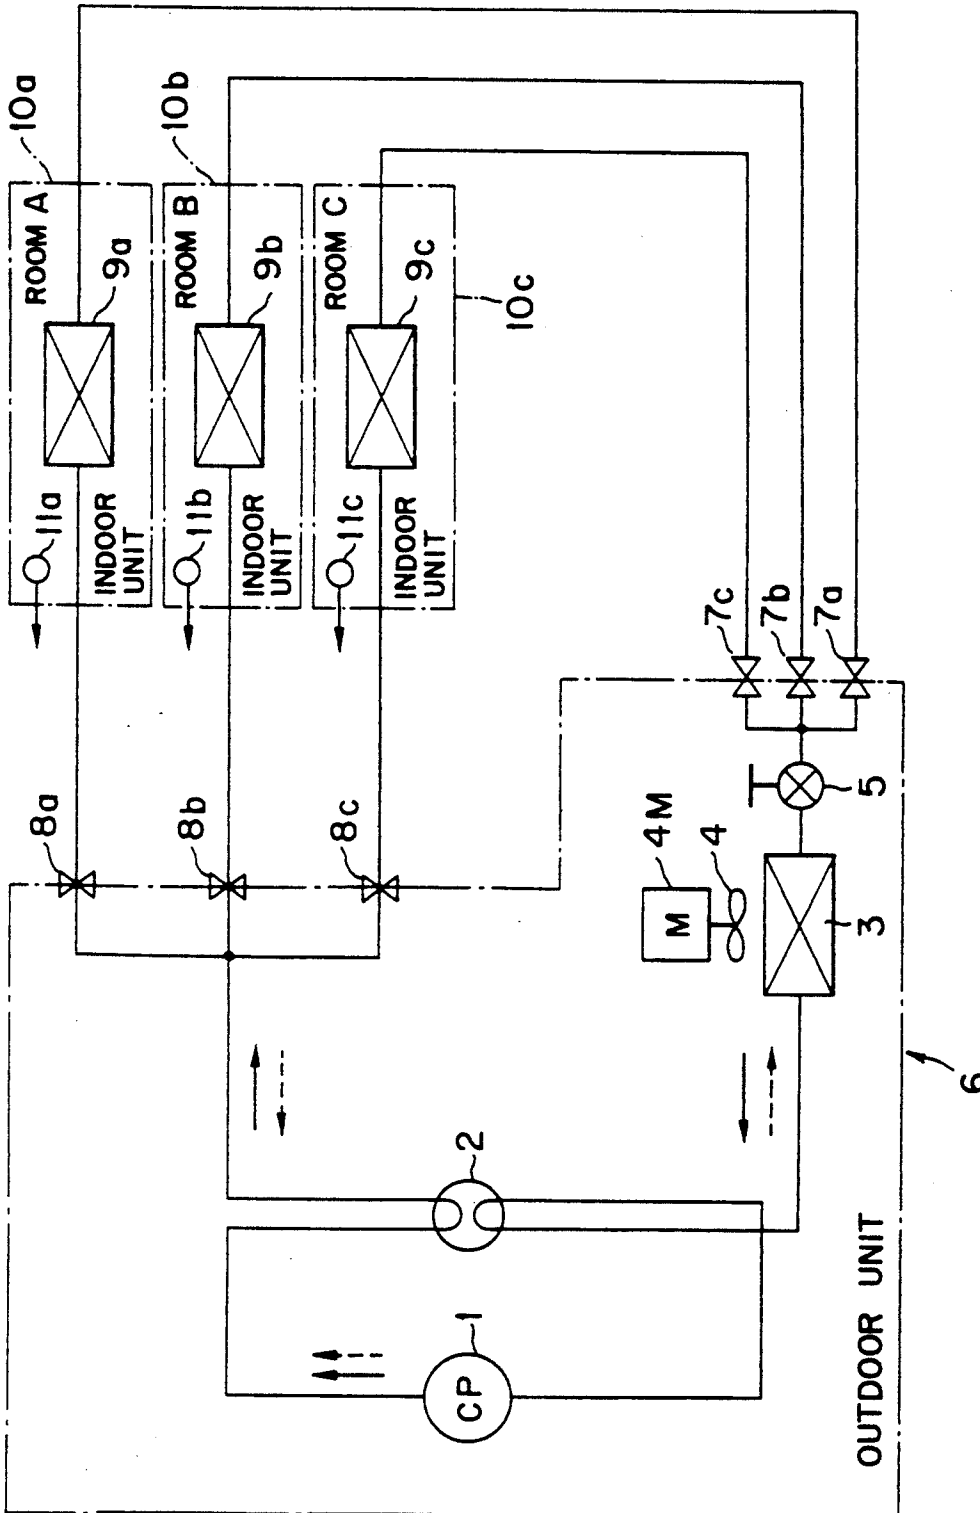 10a
10b
ROOM A
9a
ROOM B
9b
ROOM C
9c
10c
11a
INDOOR
UNIT
11b
INDOOR
UNIT
11c
INDOOR
UNIT
7c
7b
7a
8a
8b
8c
4M
M
4
5
3
6
2
1
CP
OUTDOOR UNIT